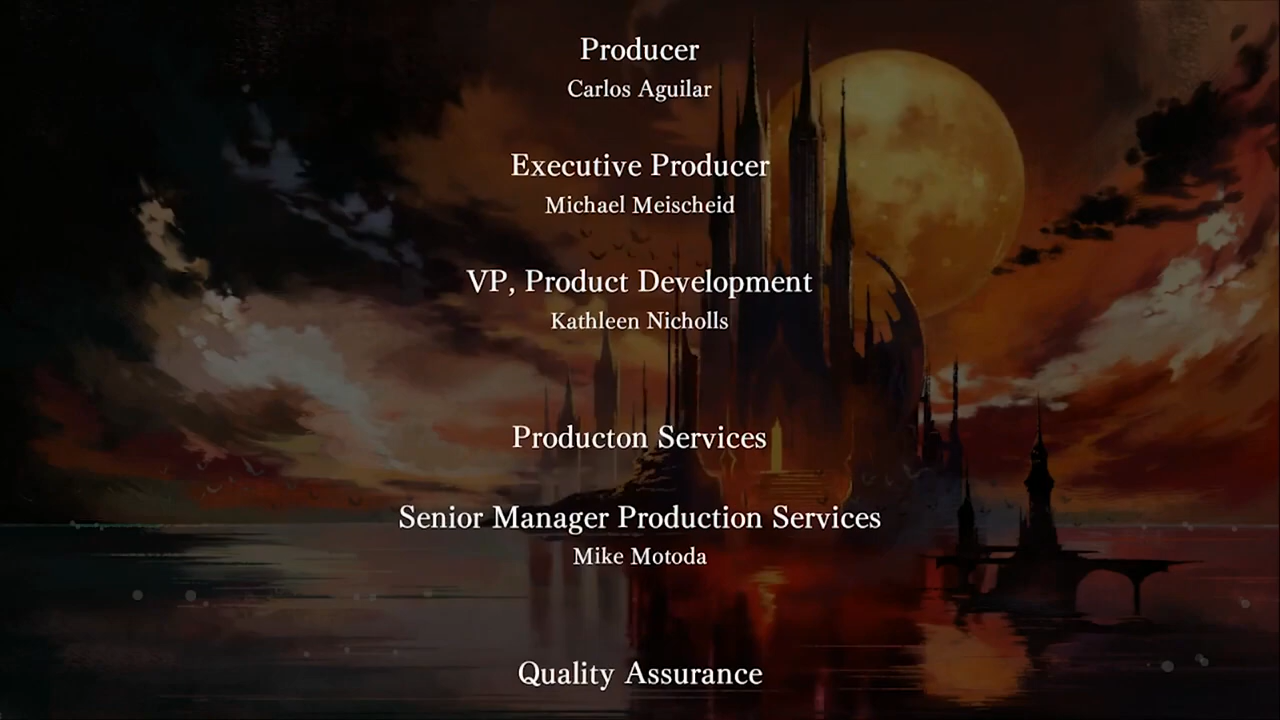 Producer
Carlos Aguilar
Executive Producer
Michael Meischeid
VP, Product Development
Kathleen Nicholls
Producton Services
Senior Manager Production Services
Mike Motoda
Quality Assurance